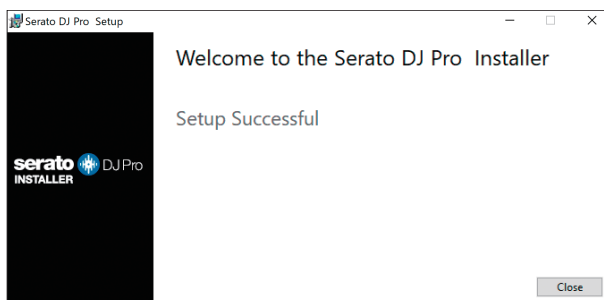 Serato DJ Pro Setup
Welcome to the Serato DJ Pro Installer
Setup Successful
serato DJ Pro
INSTALLER
Close